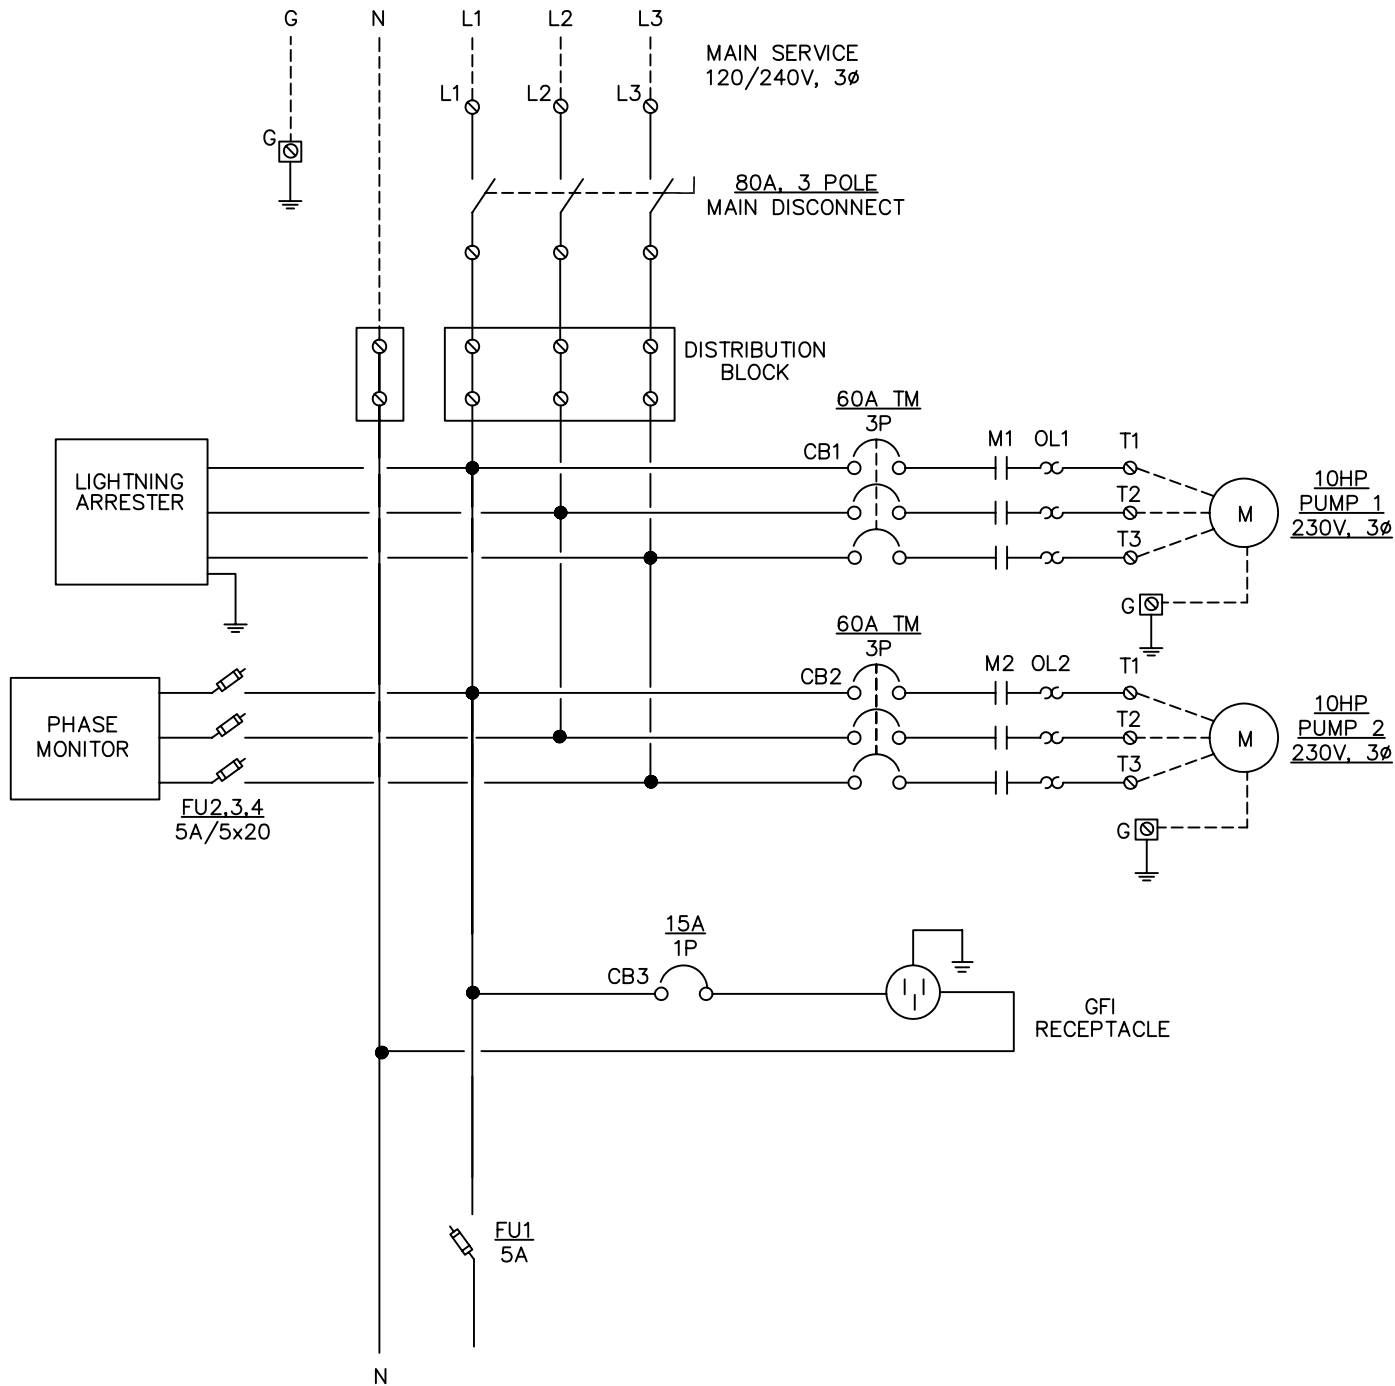 G N L1 L2 L3
MAIN SERVICE
120/240V, 3ø
L1 L2 L3
G
80A, 3 POLE
MAIN DISCONNECT
DISTRIBUTION
BLOCK
60A TM
3P
CB1 M1 OL1 T1
LIGHTNING
ARRESTER
T2
T3
M
10HP
PUMP 1
230V, 3ø
G
60A TM
3P
CB2 M2 OL2 T1
PHASE
MONITOR
T2
T3
M
10HP
PUMP 2
230V, 3ø
FU2,3,4
5A/5x20
G
15A
1P
CB3
GFI
RECEPTACLE
FU1
5A
N